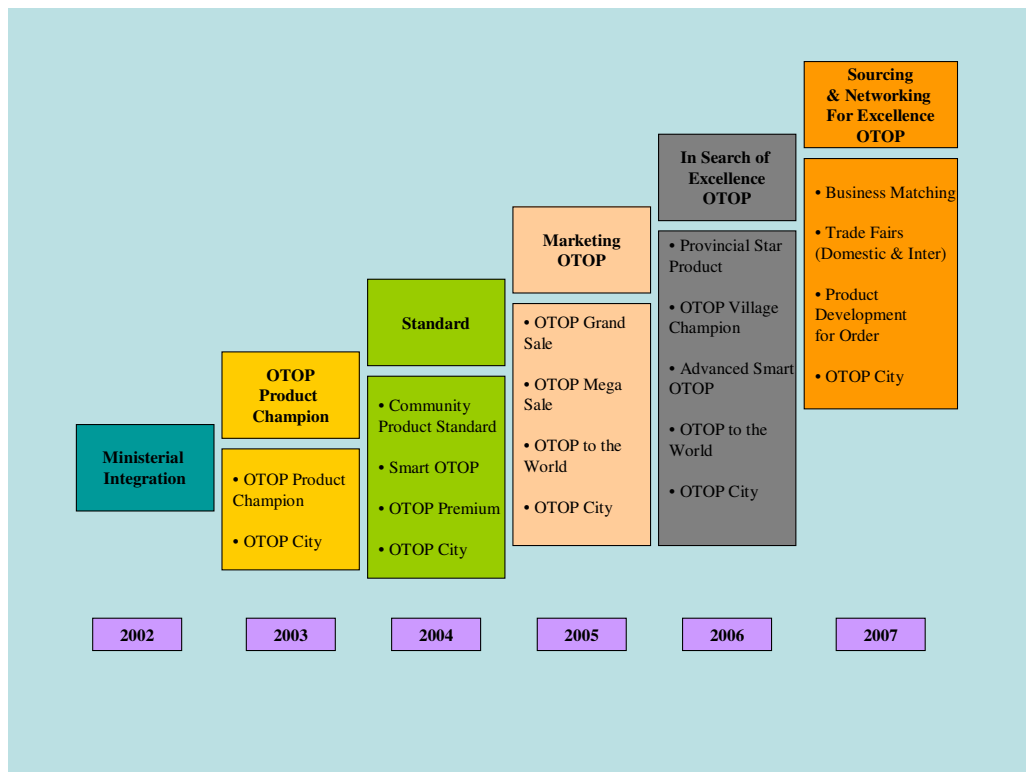 Ministerial
Integration
2002
OTOP
Product
Champion
• OTOP Product
Champion
• OTOP City
2003
Standard
• Community
Product Standard
• Smart OTOP
• OTOP Premium
• OTOP City
2004
Marketing
OTOP
• OTOP Grand
Sale
• OTOP Mega
Sale
• OTOP to the
World
• OTOP City
2005
In Search of
Excellence
OTOP
• Provincial Star
Product
• OTOP Village
Champion
• Advanced Smart
OTOP
• OTOP to the
World
• OTOP City
2006
Sourcing
& Networking
For Excellence
OTOP
• Business Matching
• Trade Fairs
(Domestic & Inter)
• Product
Development
for Order
• OTOP City
2007